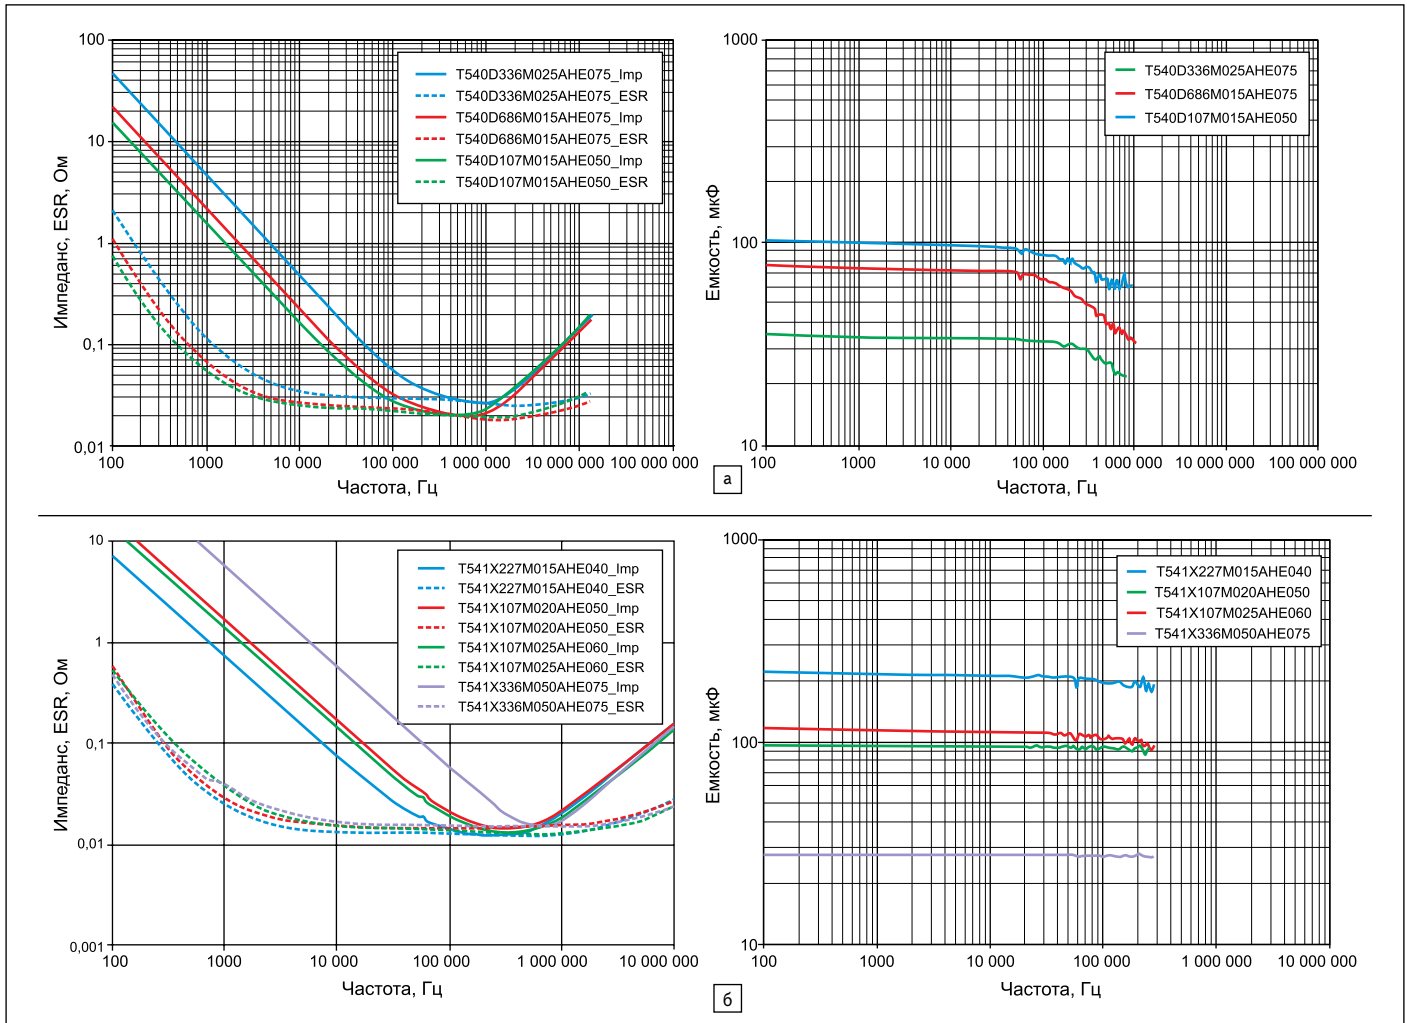 100
10
1
0,1
0,01
Импеданс, ESR, Ом
T540D336M025AHE075_Imp
T540D336M025AHE075_ESR
T540D686M015AHE075_Imp
T540D686M015AHE075_ESR
T540D107M015AHE050_Imp
T540D107M015AHE050_ESR
100 1000 10 000 100 000 1 000 000 10 000 000 100 000 000
Частота, Гц
1000
100
10
Емкость, мкФ
T540D336M025AHE075
T540D686M015AHE075
T540D107M015AHE050
100 1000 10 000 100 000 1 000 000 10 000 000 100 000 000
Частота, Гц
а
10
1
0,1
0,01
0,001
Импеданс, ESR, Ом
T541X227M015AHE040_Imp
T541X227M015AHE040_ESR
T541X107M020AHE050_Imp
T541X107M020AHE050_ESR
T541X107M025AHE060_Imp
T541X107M025AHE060_ESR
T541X336M050AHE075_Imp
T541X336M050AHE075_ESR
100 1000 10 000 100 000 1 000 000 10 000 000
Частота, Гц
1000
100
10
Емкость, мкФ
T541X227M015AHE040
T541X107M020AHE050
T541X107M025AHE060
T541X336M050AHE075
100 1000 10 000 100 000 1 000 000 10 000 000
Частота, Гц
б